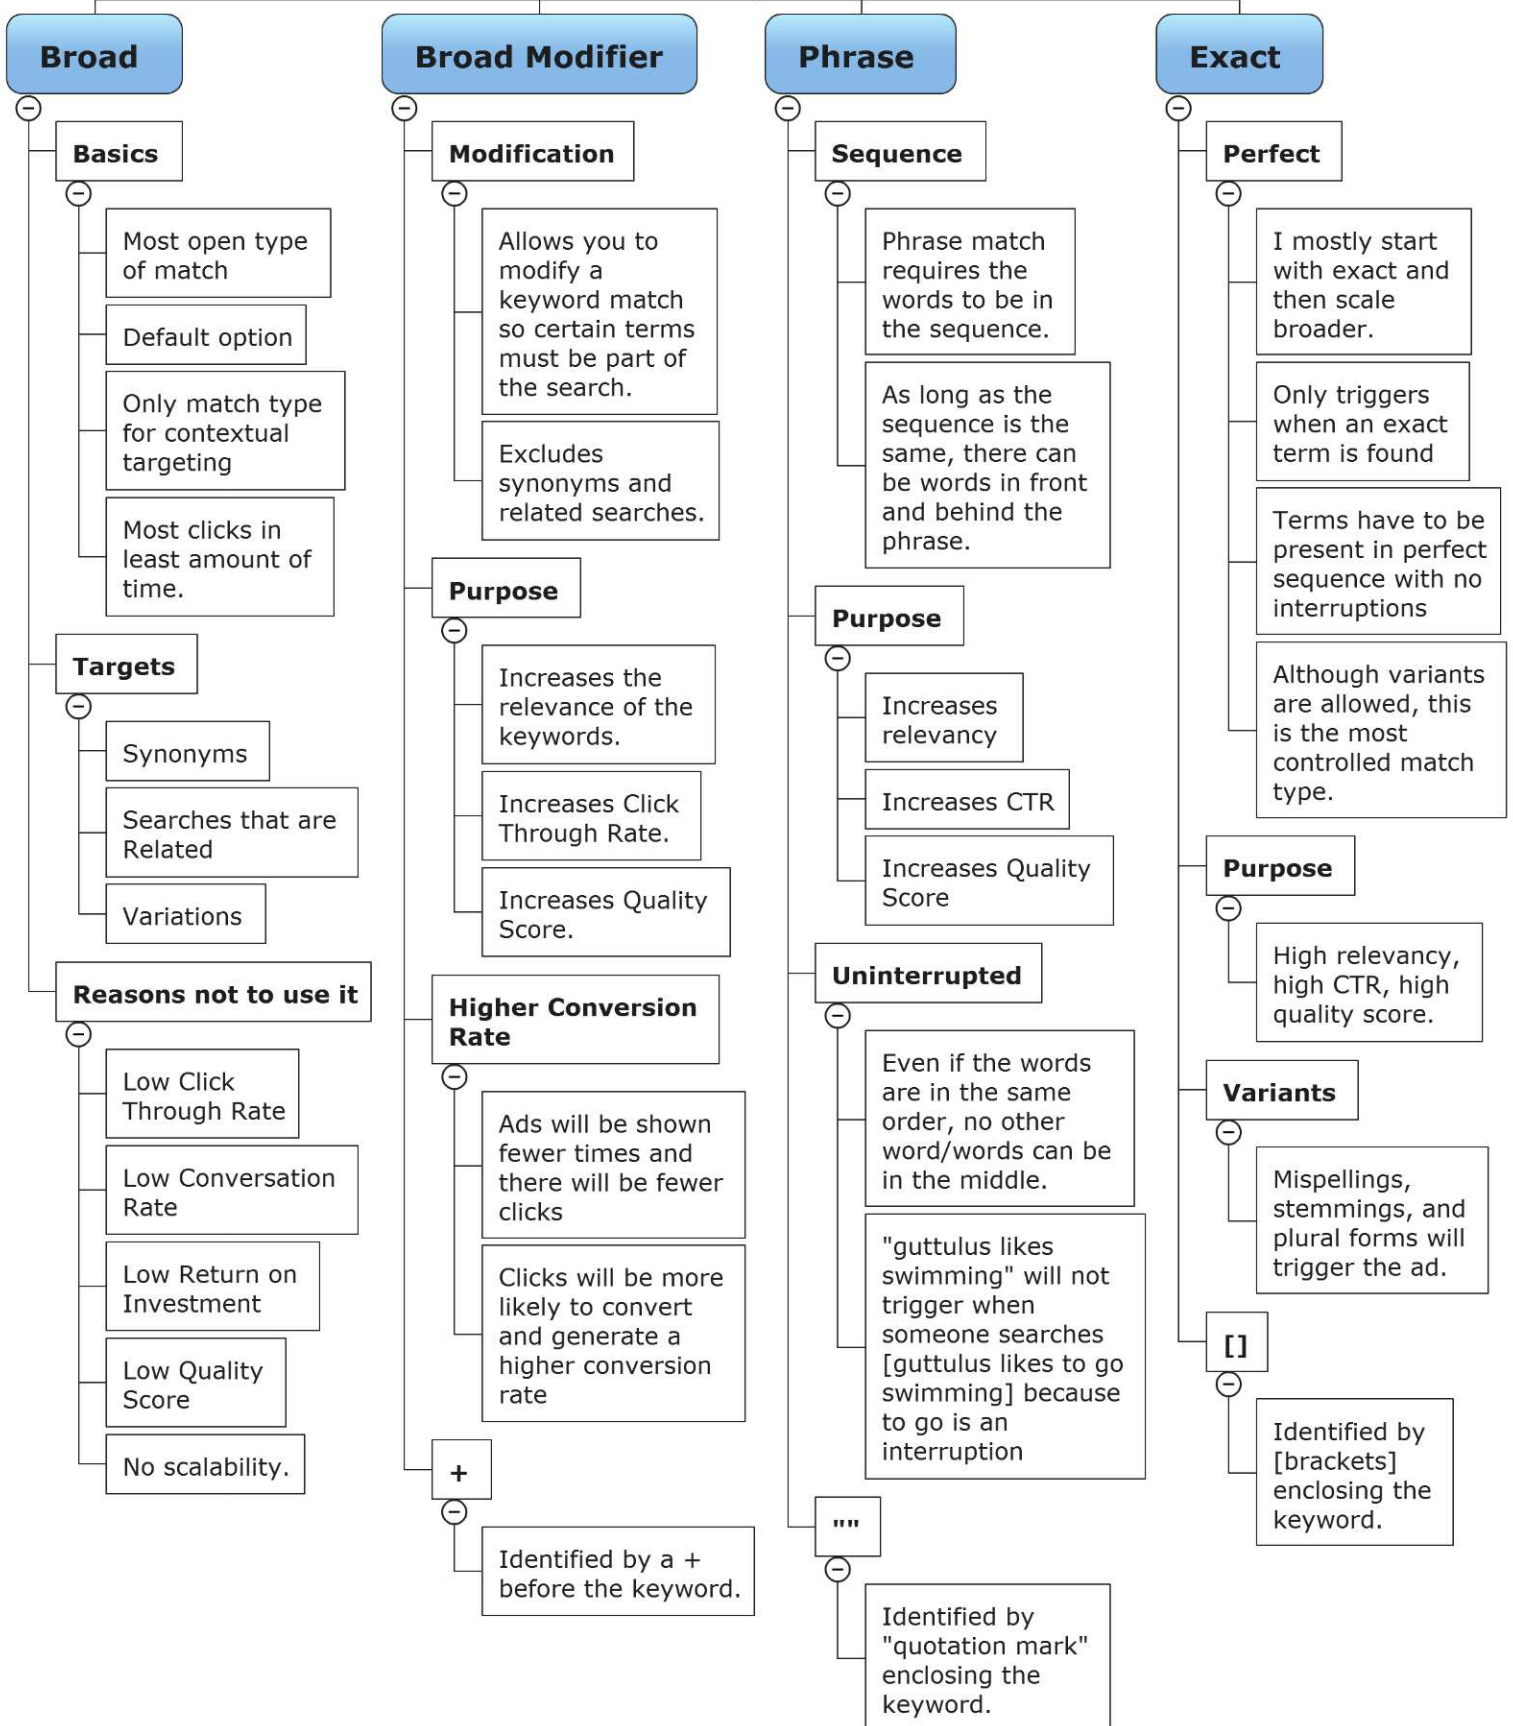 Broad
Basics
Most open type
of match
Default option
Only match type
for contextual
targeting
Most clicks in
least amount of
time.
Targets
Synonyms
Searches that are
Related
Variations
Reasons not to use it
Low Click
Through Rate
Low Conversation
Rate
Low Return on
Investment
Low Quality
Score
No scalability.
Broad Modifier
Modification
Allows you to
modify a
keyword match
so certain terms
must be part of
the search.
Excludes
synonyms and
related searches.
Purpose
Increases the
relevance of the
keywords.
Increases Click
Through Rate.
Increases Quality
Score.
Higher Conversion
Rate
Ads will be shown
fewer times and
there will be fewer
clicks
Clicks will be more
likely to convert
and generate a
higher conversion
rate
+
Identified by a +
before the keyword.
Phrase
Sequence
Phrase match
requires the
words to be in
the sequence.
As long as the
sequence is the
same, there can
be words in front
and behind the
phrase.
Purpose
Increases
relevancy
Increases CTR
Increases Quality
Score
Uninterrupted
Even if the words
are in the same
order, no other
word/words can be
in the middle.
"guttulus likes
swimming" will not
trigger when
someone searches
[guttulus likes to go
swimming] because
to go is an
interruption
""
Identified by
"quotation mark"
enclosing the
keyword.
Exact
Perfect
I mostly start
with exact and
then scale
broader.
Only triggers
when an exact
term is found
Terms have to be
present in perfect
sequence with no
interruptions
Although variants
are allowed, this
is the most
controlled match
type.
Purpose
High relevancy,
high CTR, high
quality score.
Variants
Mispellings,
stemmings, and
plural forms will
trigger the ad.
[]
Identified by
[brackets]
enclosing the
keyword.